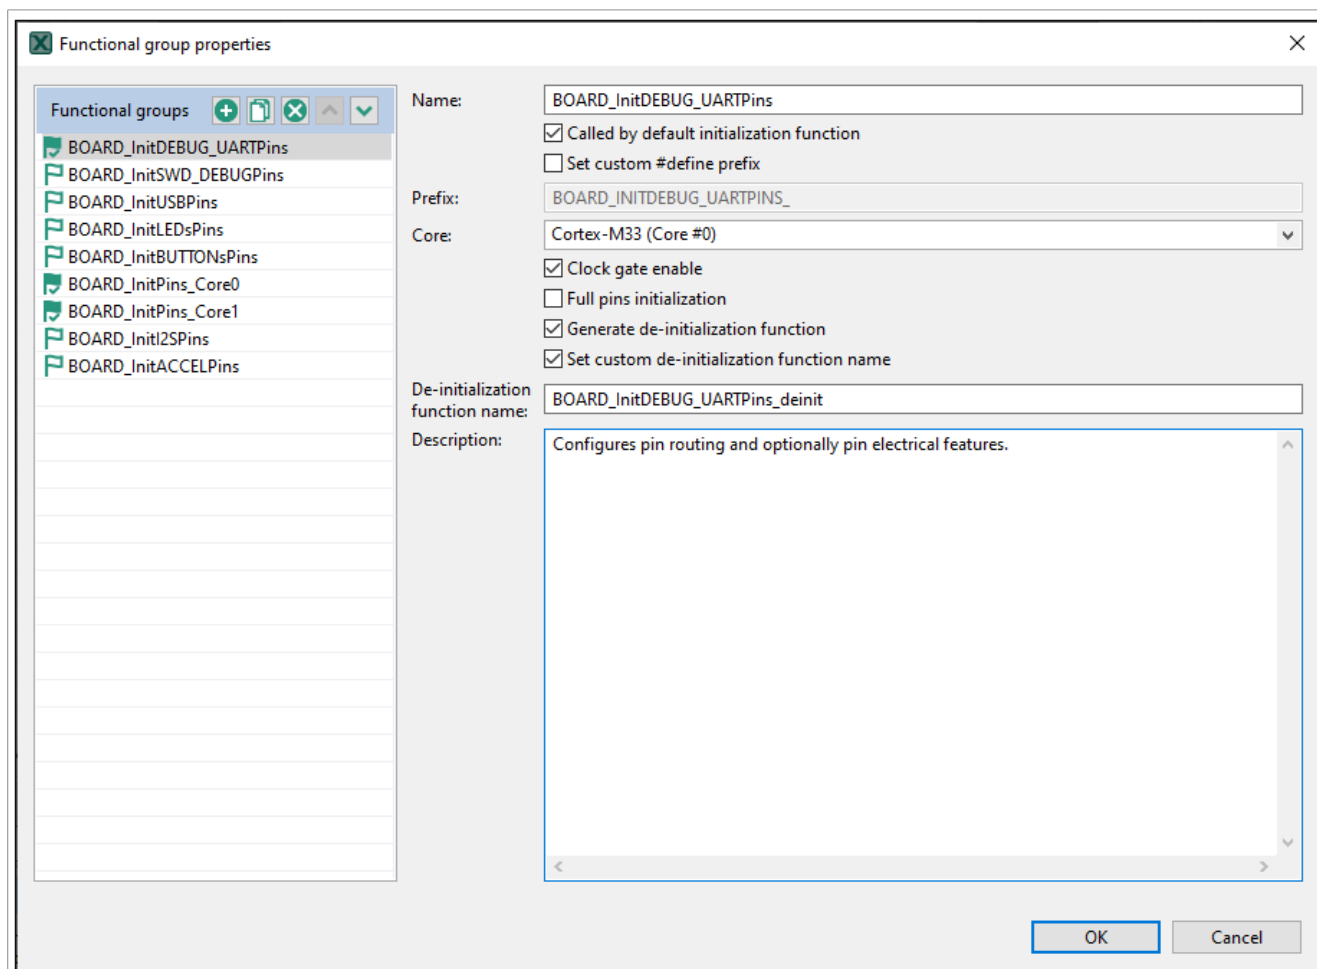 Functional group properties
Functional groups
BOARD_InitDEBUG_UARTPins
BOARD_InitSWD_DEBUGPins
BOARD_InitUSBPins
BOARD_InitLEDsPins
BOARD_InitBUTTONsPins
BOARD_InitPins_Core0
BOARD_InitPins_Core1
BOARD_InitI2SPins
BOARD_InitACCELPins
Name:
BOARD_InitDEBUG_UARTPins
Called by default initialization function
Set custom #define prefix
Prefix:
BOARD_INITDEBUG_UARTPINS_
Core:
Cortex-M33 (Core #0)
Clock gate enable
Full pins initialization
Generate de-initialization function
Set custom de-initialization function name
De-initialization
function name:
BOARD_InitDEBUG_UARTPins_deinit
Description:
Configures pin routing and optionally pin electrical features.
OK
Cancel